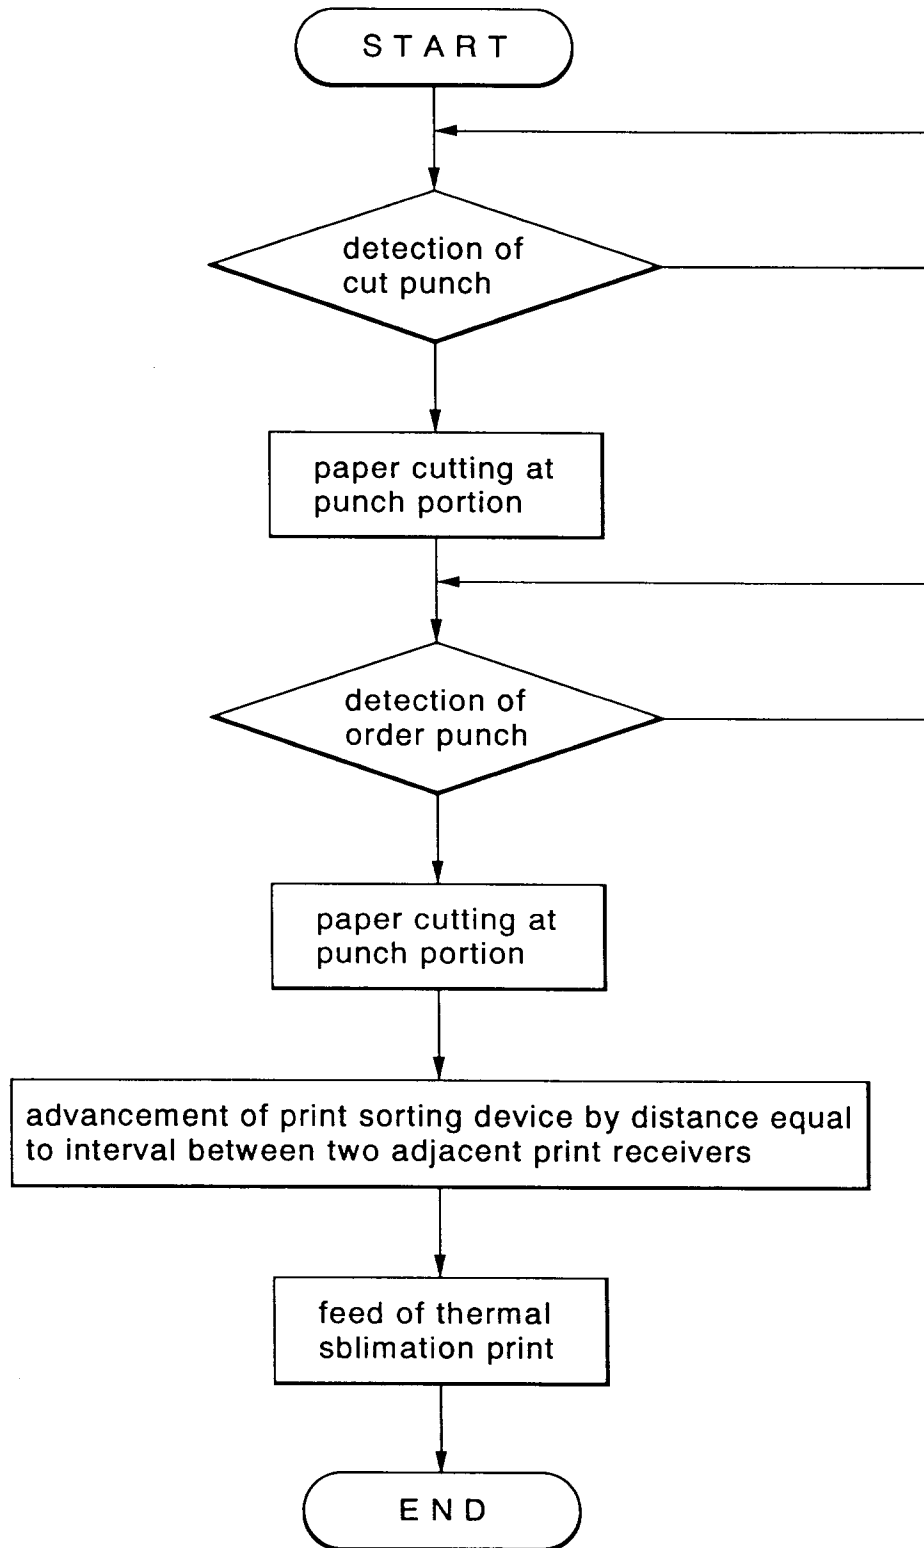 START
detection of
cut punch
paper cutting at
punch portion
detection of
order punch
paper cutting at
punch portion
advancement of print sorting device by distance equal
to interval between two adjacent print receivers
feed of thermal
sblimation print
END